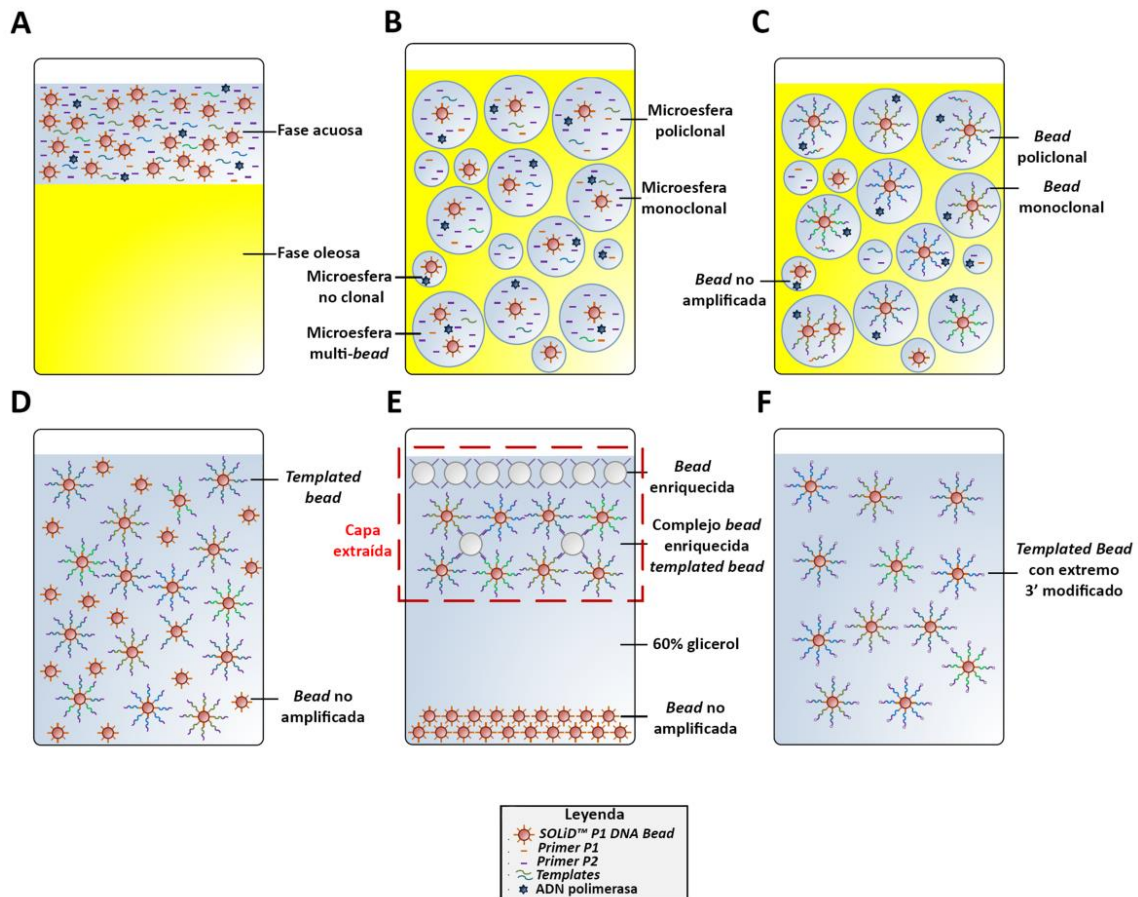 A
Fase acuosa
Fase oleosa
B
Microesfera
policlonal
Microesfera
monoclonal
Microesfera
no clonal
Microesfera
multi-bead
C
Bead
policlonal
Bead
monoclonal
Bead no
amplificada
D
Templated
bead
Bead no
amplificada
E
Capa
extraída
Bead
enriquecida
Complejo bead
enriquecida
templated bead
60% glicerol
Bead no
amplificada
F
Templated Bead
con extremo
3’ modificado
Leyenda
SOLiD™ P1 DNA Bead
Primer P1
Primer P2
Templates
ADN polimerasa